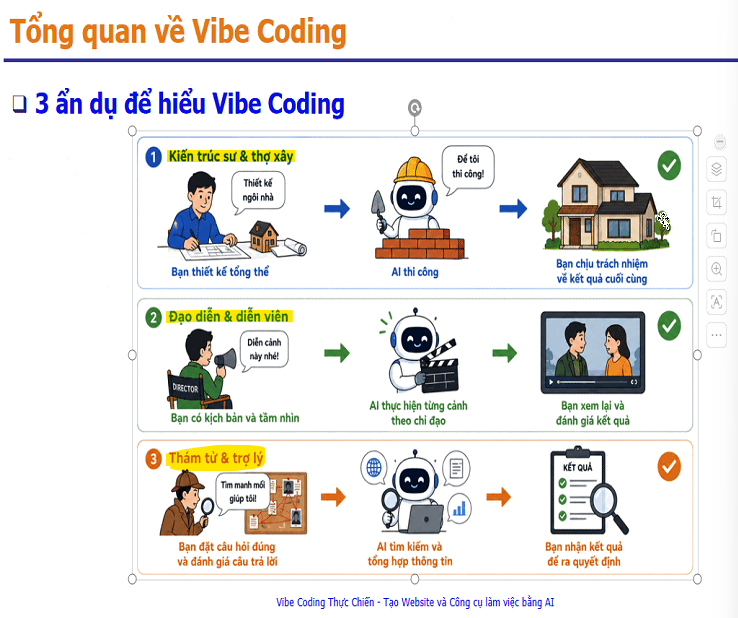 Tổng quan về Vibe Coding
3 ẩn dụ để hiểu Vibe Coding
1 Kiến trúc sư & thợ xây
Thiết kế
ngôi nhà
Để tôi
thi công!
Bạn thiết kế tổng thể
AI thi công
Bạn chịu trách nhiệm
về kết quả cuối cùng
2 Đạo diễn & diễn viên
Diễn cảnh
này nhé!
DIRECTOR
Bạn có kịch bản và tầm nhìn
AI thực hiện từng cảnh
theo chỉ đạo
Bạn xem lại và
đánh giá kết quả
3 Thám tử & trợ lý
Tìm manh mối
giúp tôi!
KẾT QUẢ
Bạn đặt câu hỏi đúng
và đánh giá câu trả lời
AI tìm kiếm và
tổng hợp thông tin
Bạn nhận kết quả
để ra quyết định
Vibe Coding Thực Chiến - Tạo Website và Công cụ làm việc bằng AI